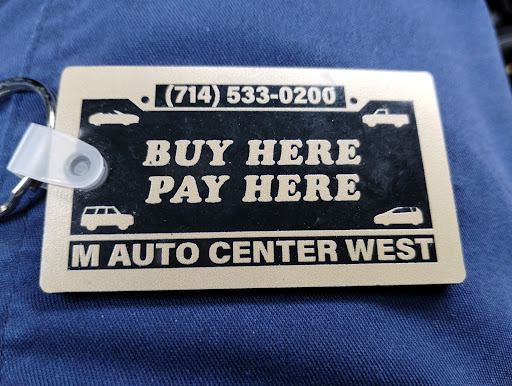 (714) 533-0200
BUY HERE
PAY HERE
M AUTO CENTER WEST